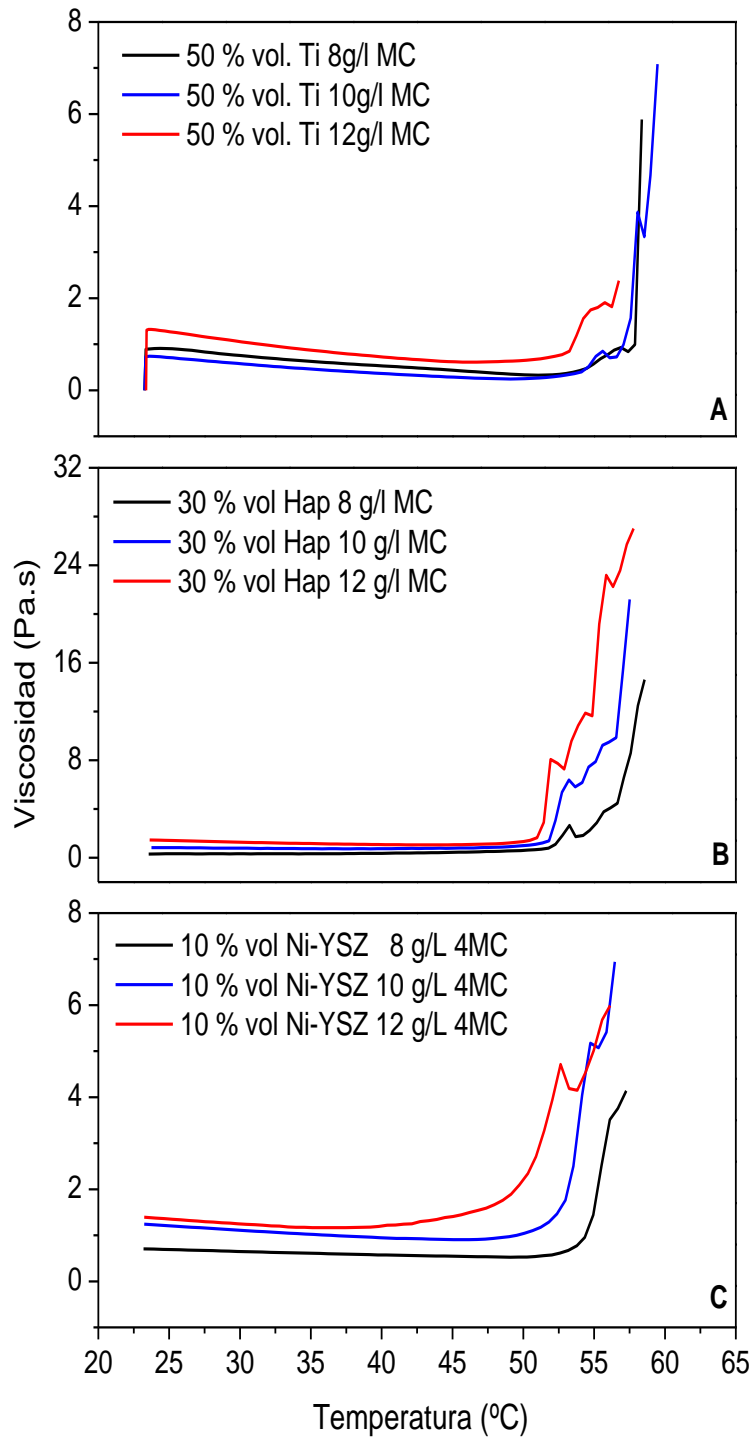 8
50 % vol. Ti 8g/l MC
50 % vol. Ti 10g/l MC
6
50 % vol. Ti 12g/l MC
4
2
0
A
32
30 % vol Hap 8 g/l MC
30 % vol Hap 10 g/l MC
24
30 % vol Hap 12 g/l MC
16
8
0
B
Viscosidad (Pa.s)
8
10 % vol Ni-YSZ   8 g/L 4MC
10 % vol Ni-YSZ 10 g/L 4MC
6
10 % vol Ni-YSZ 12 g/L 4MC
4
2
0
C
20 25 30 35 40 45 50 55 60 65
Temperatura (ºC)